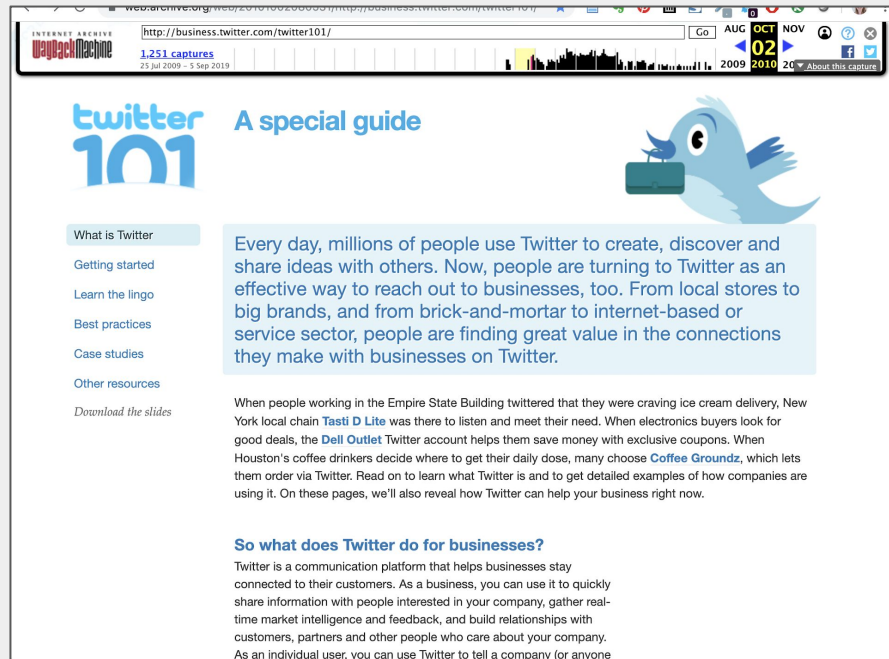 INTERNET ARCHIVE
WayBackMachine
http://business.twitter.com/twitter101/
Go
1,251 captures
25 Jul 2009 – 5 Sep 2019
AUG OCT NOV
02
2009 2010
About this capture
twitter
101
A special guide
What is Twitter
Getting started
Learn the lingo
Best practices
Case studies
Other resources
Download the slides
Every day, millions of people use Twitter to create, discover and
share ideas with others. Now, people are turning to Twitter as an
effective way to reach out to businesses, too. From local stores to
big brands, and from brick-and-mortar to internet-based or
service sector, people are finding great value in the connections
they make with businesses on Twitter.
When people working in the Empire State Building twittered that they were craving ice cream delivery, New
York local chain Tasti D Lite was there to listen and meet their need. When electronics buyers look for
good deals, the Dell Outlet Twitter account helps them save money with exclusive coupons. When
Houston's coffee drinkers decide where to get their daily dose, many choose Coffee Groundz, which lets
them order via Twitter. Read on to learn what Twitter is and to get detailed examples of how companies are
using it. On these pages, we'll also reveal how Twitter can help your business right now.
So what does Twitter do for businesses?
Twitter is a communication platform that helps businesses stay
connected to their customers. As a business, you can use it to quickly
share information with people interested in your company, gather real-
time market intelligence and feedback, and build relationships with
customers, partners and other people who care about your company.
As an individual user, you can use Twitter to tell a company (or anyone